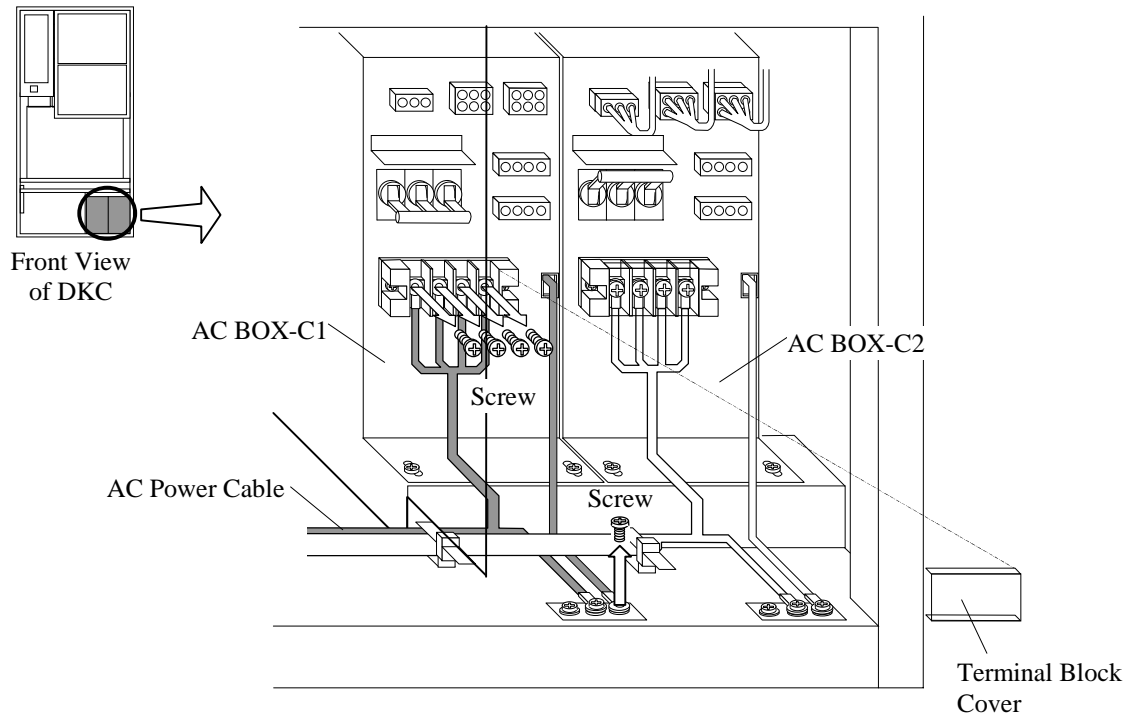 Front View
of DKC
AC BOX-C1
AC BOX-C2
Screw
AC Power Cable
Screw
Terminal Block
Cover